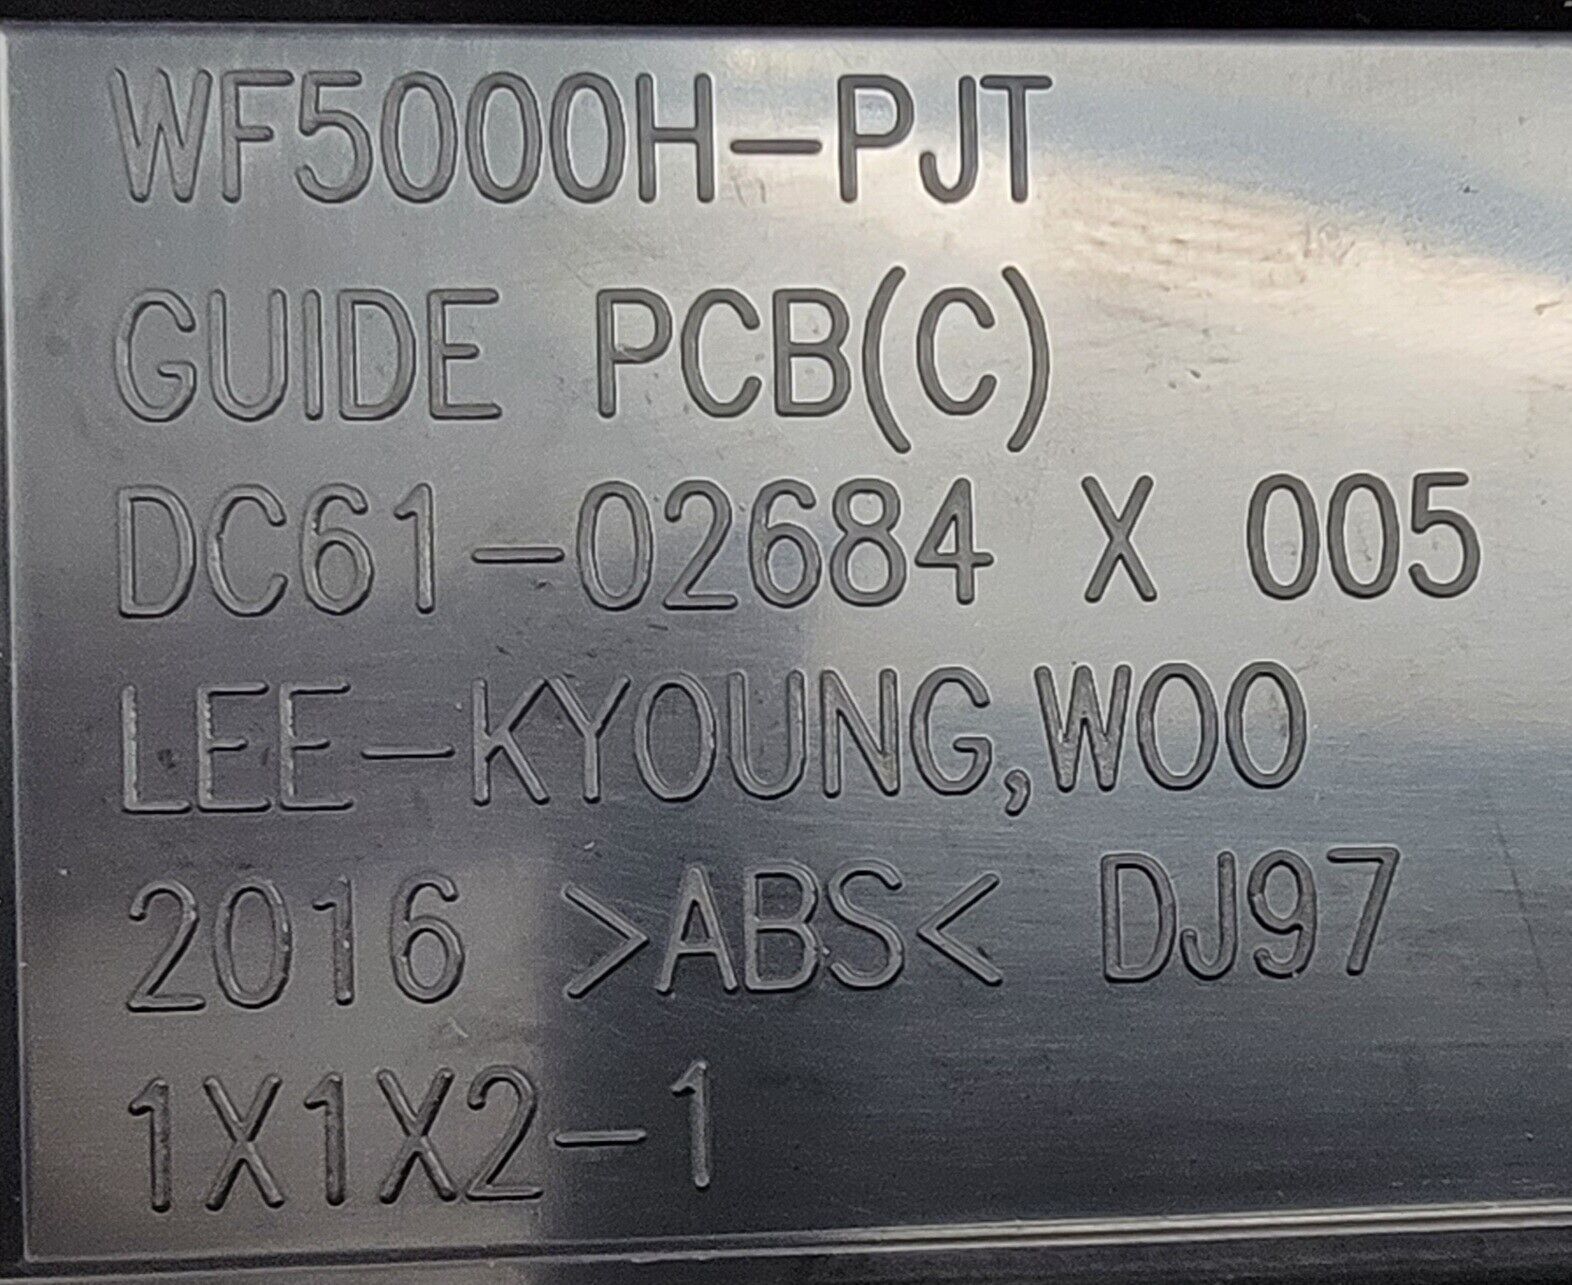 WF5000H-PJT
GUIDE PCB(C)
DC61-02684 X 005
LEE-KYOUNG,WOO
2016 >ABS< DJ97
1X1X2-1